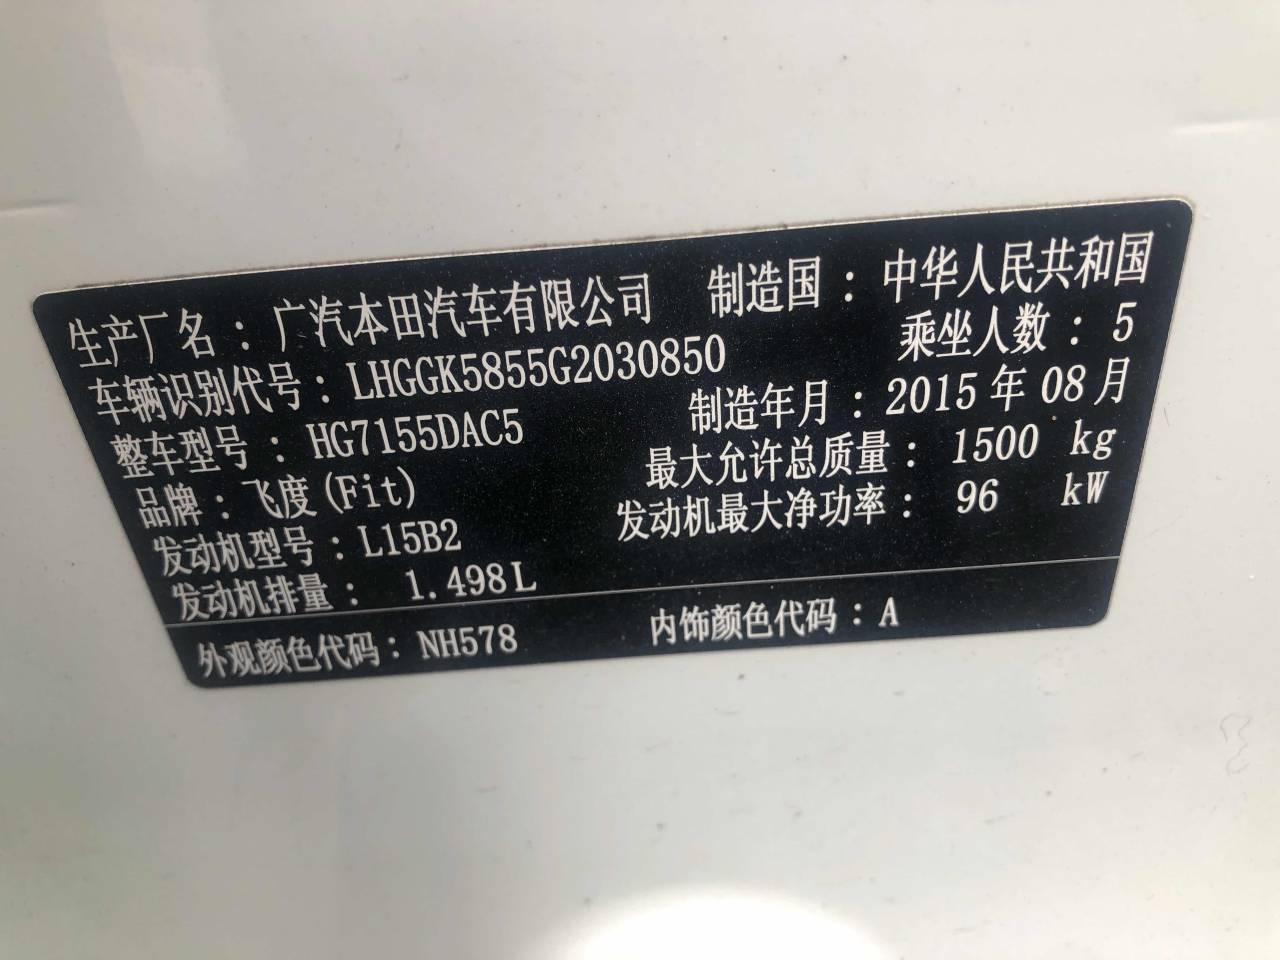 生产厂名：广汽本田汽车有限公司 制造国：中华人民共和国
车辆识别代号：LHGGK5855G2030850 乘坐人数：5
整车型号：HG7155DAC5 制造年月：2015年08月
品牌：飞度(Fit) 最大允许总质量：1500 kg
发动机型号：L15B2 发动机最大净功率：96 kW
发动机排量：1.498L
外观颜色代码：NH578 内饰颜色代码：A